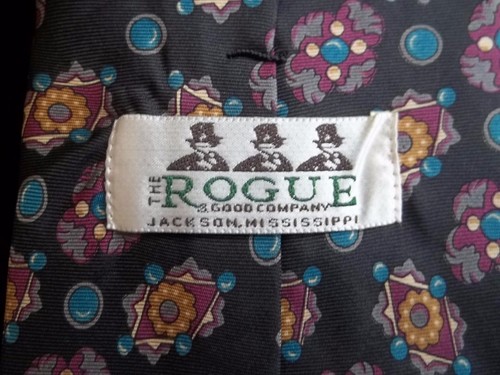 THE ROGUE
& GOOD COMPANY
JACKSON, MISSISSIPPI